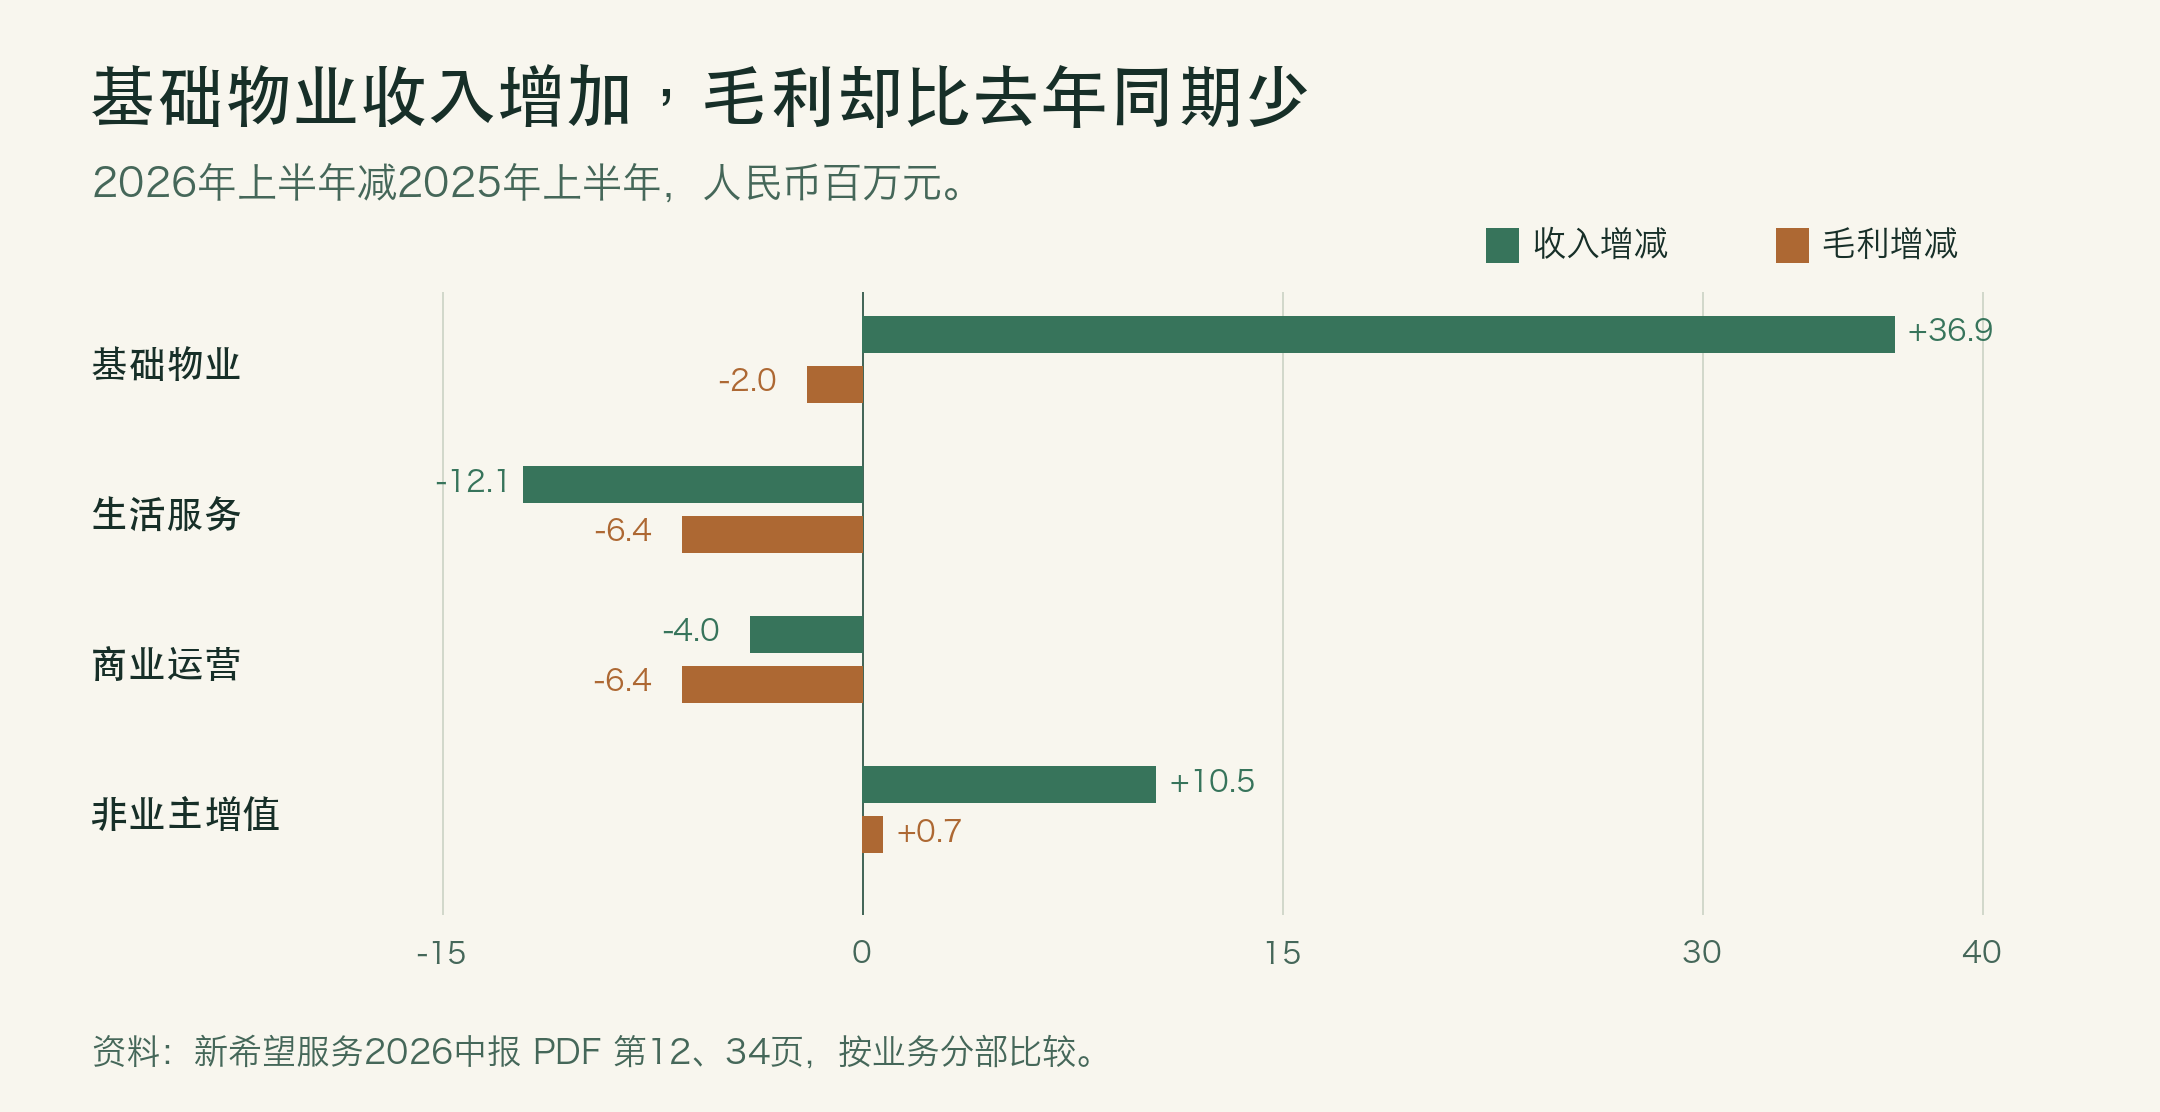 基础物业收入增加，毛利却比去年同期少
2026年上半年减2025年上半年，人民币百万元。
收入增减 毛利增减
基础物业
+36.9
-2.0
生活服务
-12.1
-6.4
商业运营
-4.0
-6.4
非业主增值
+10.5
+0.7
-15 0 15 30 40
资料：新希望服务2026中报 PDF 第12、34页，按业务分部比较。